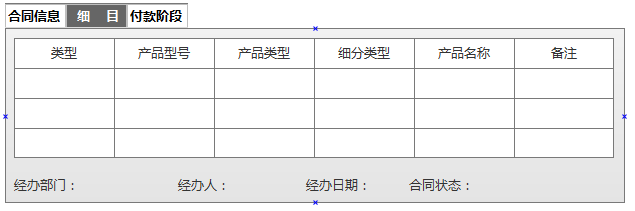 合同信息 细 目 付款阶段
类型 产品型号 产品类型 细分类型 产品名称 备注
经办部门： 经办人： 经办日期： 合同状态：